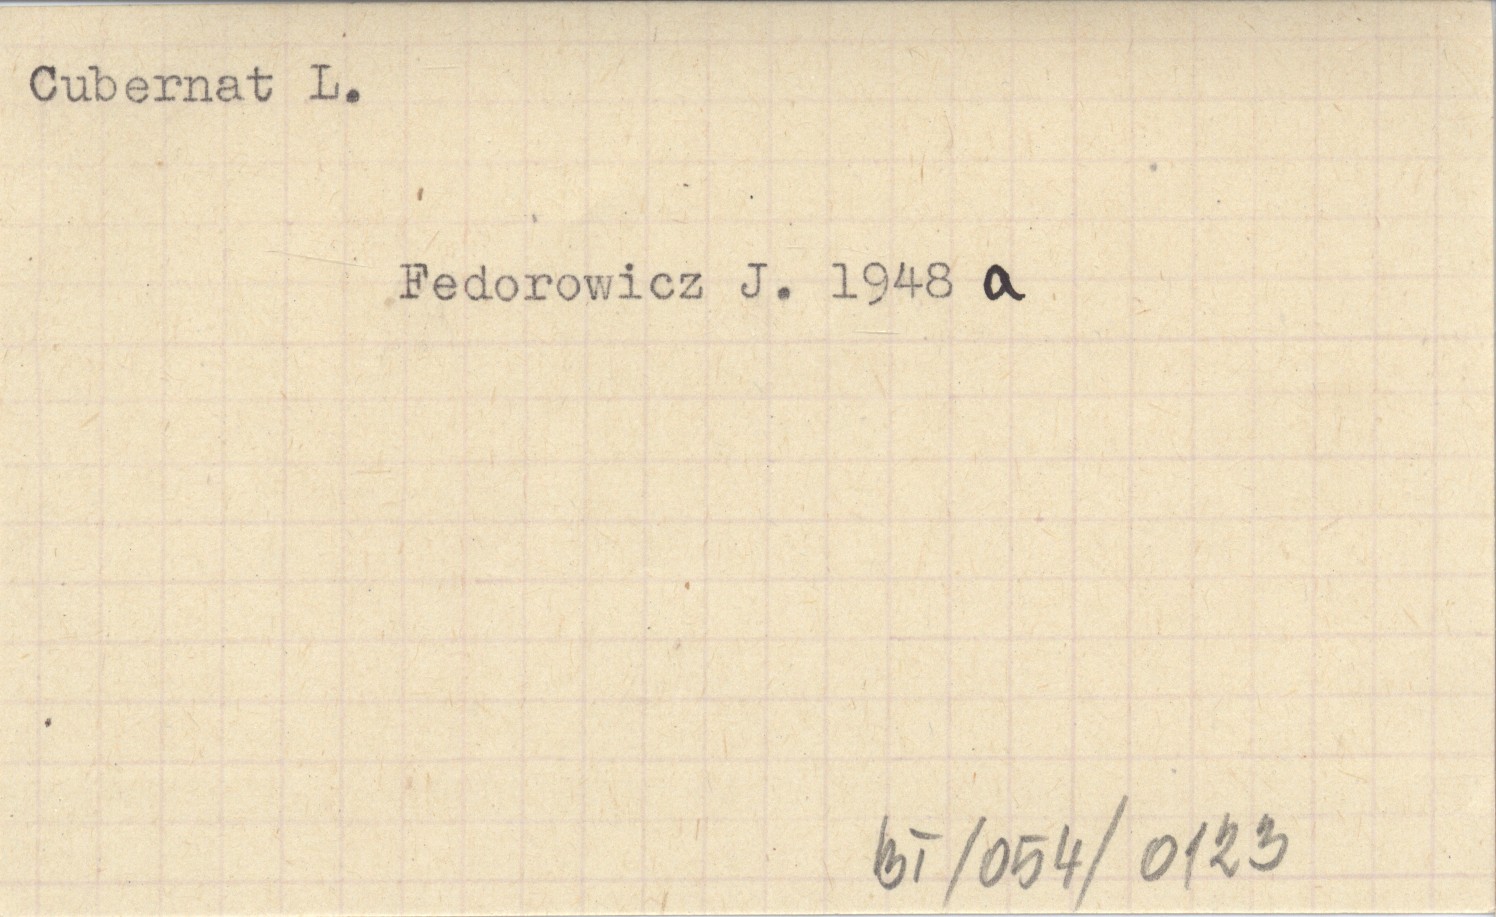 Cubernat L.
Fedorowicz J. 1948 a
BI/054/0123